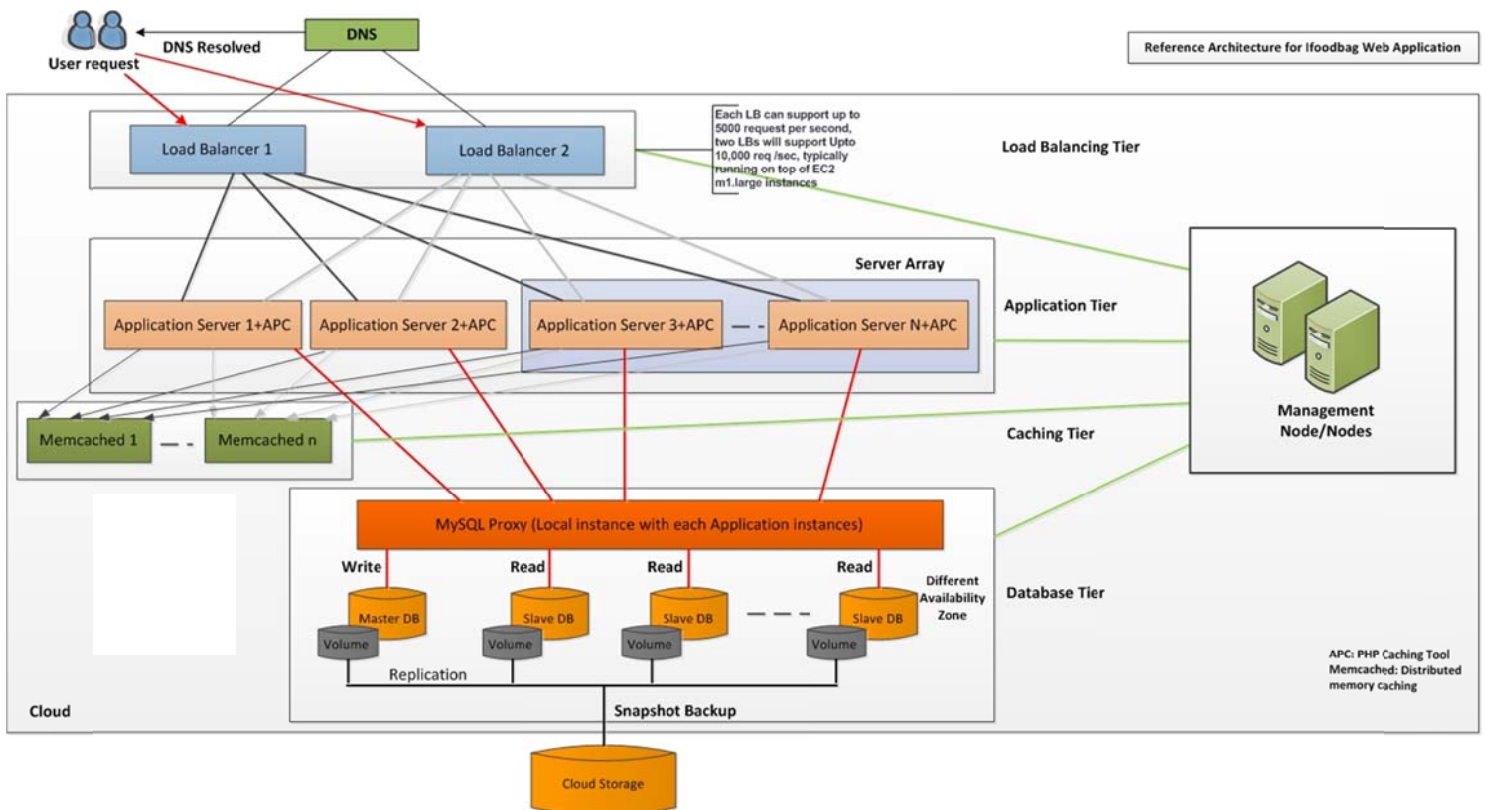 DNS
DNS Resolved
User request
Reference Architecture for Ifoodbag Web Application
Load Balancer 1
Load Balancer 2
Each LB can support up to
5000 request per second,
two LBs will support Upto
10,000 req /sec, typically
running on top of EC2
m1.large instances
Load Balancing Tier
Server Array
Application Server 1+APC
Application Server 2+APC
Application Server 3+APC
Application Server N+APC
Application Tier
Management
Node/Nodes
Memcached 1
Memcached n
Caching Tier
MySQL Proxy (Local instance with each Application instances)
Write
Read
Read
Read
Master DB
Slave DB
Slave DB
Slave DB
Different
Availability
Zone
Database Tier
Volume
Volume
Volume
Volume
Replication
APC: PHP Caching Tool
Memcached: Distributed
memory caching
Cloud
Snapshot Backup
Cloud Storage